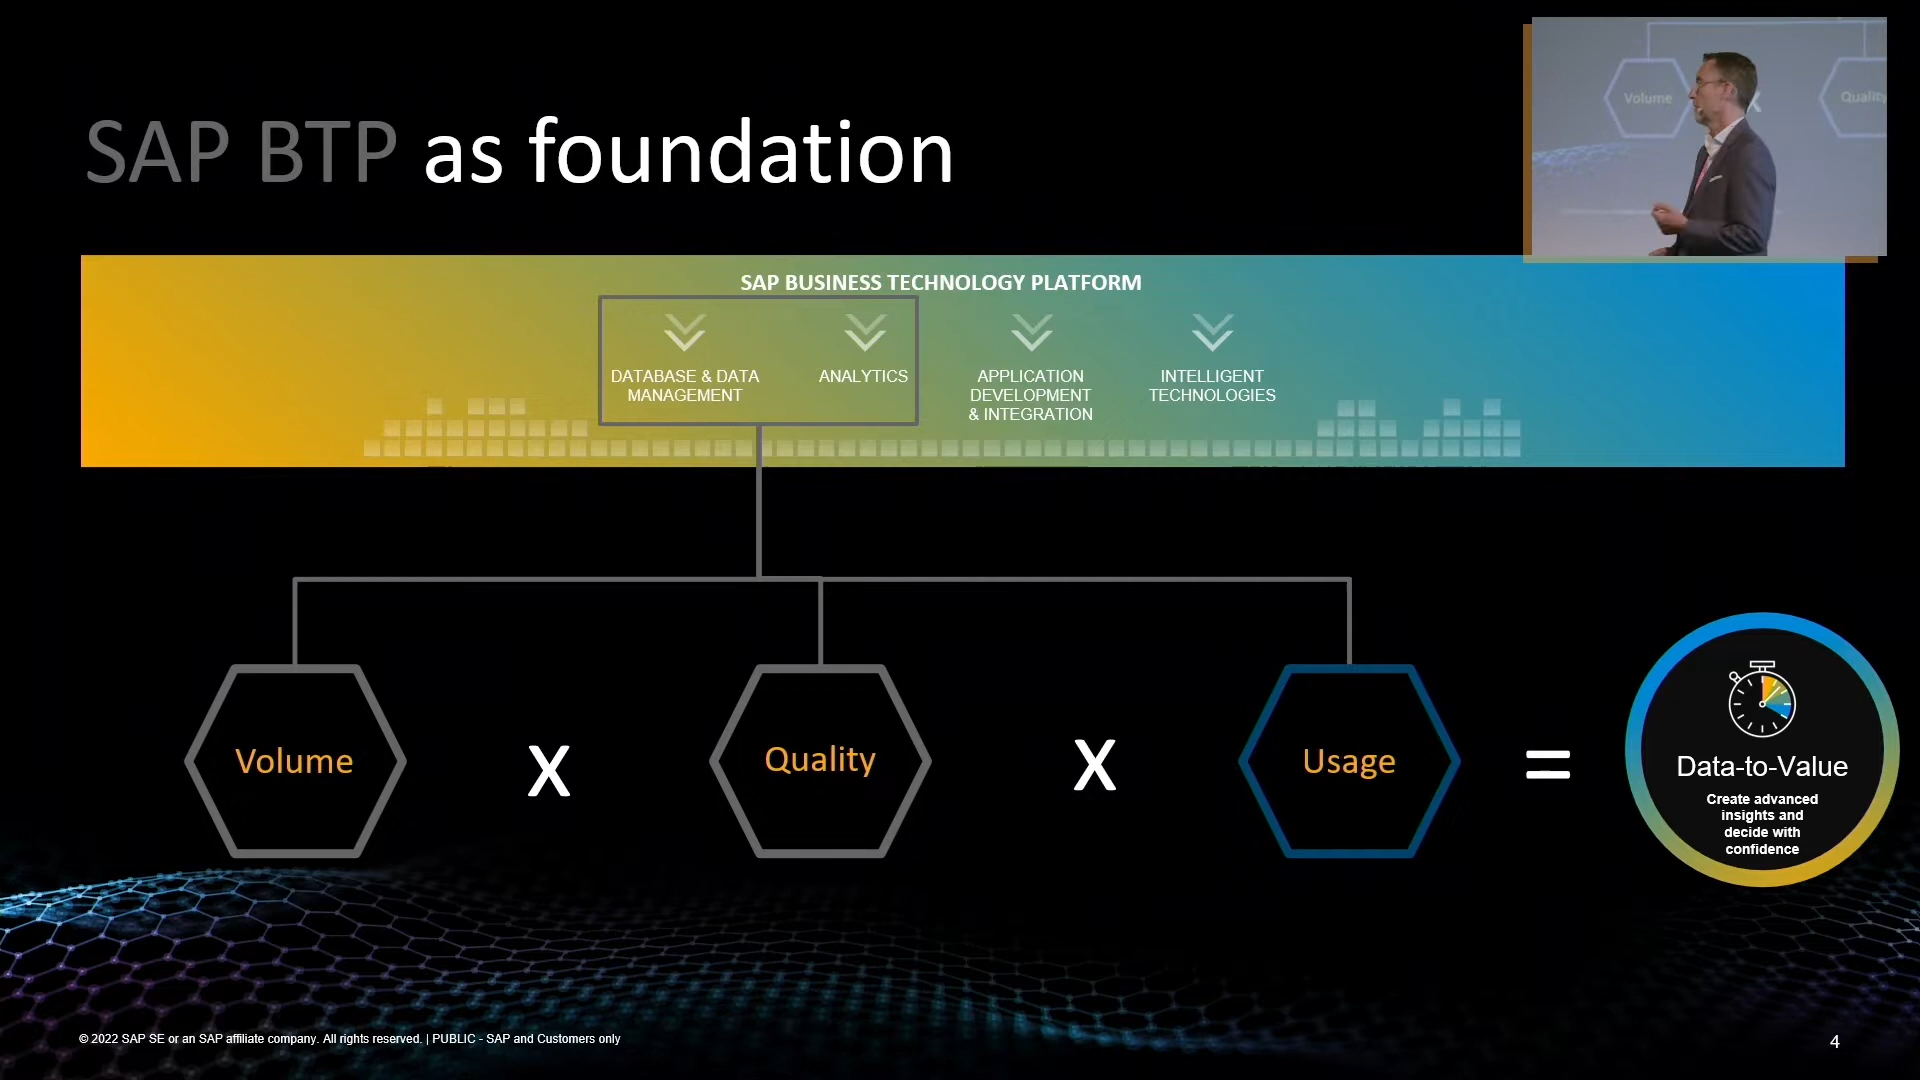 SAP BTP as foundation
Volume
X
Quality
SAP BUSINESS TECHNOLOGY PLATFORM
DATABASE & DATA
MANAGEMENT
ANALYTICS
APPLICATION
DEVELOPMENT
& INTEGRATION
INTELLIGENT
TECHNOLOGIES
Volume
X
Quality
X
Usage
=
Data-to-Value
Create advanced
insights and
decide with
confidence
© 2022 SAP SE or an SAP affiliate company. All rights reserved. | PUBLIC - SAP and Customers only
4